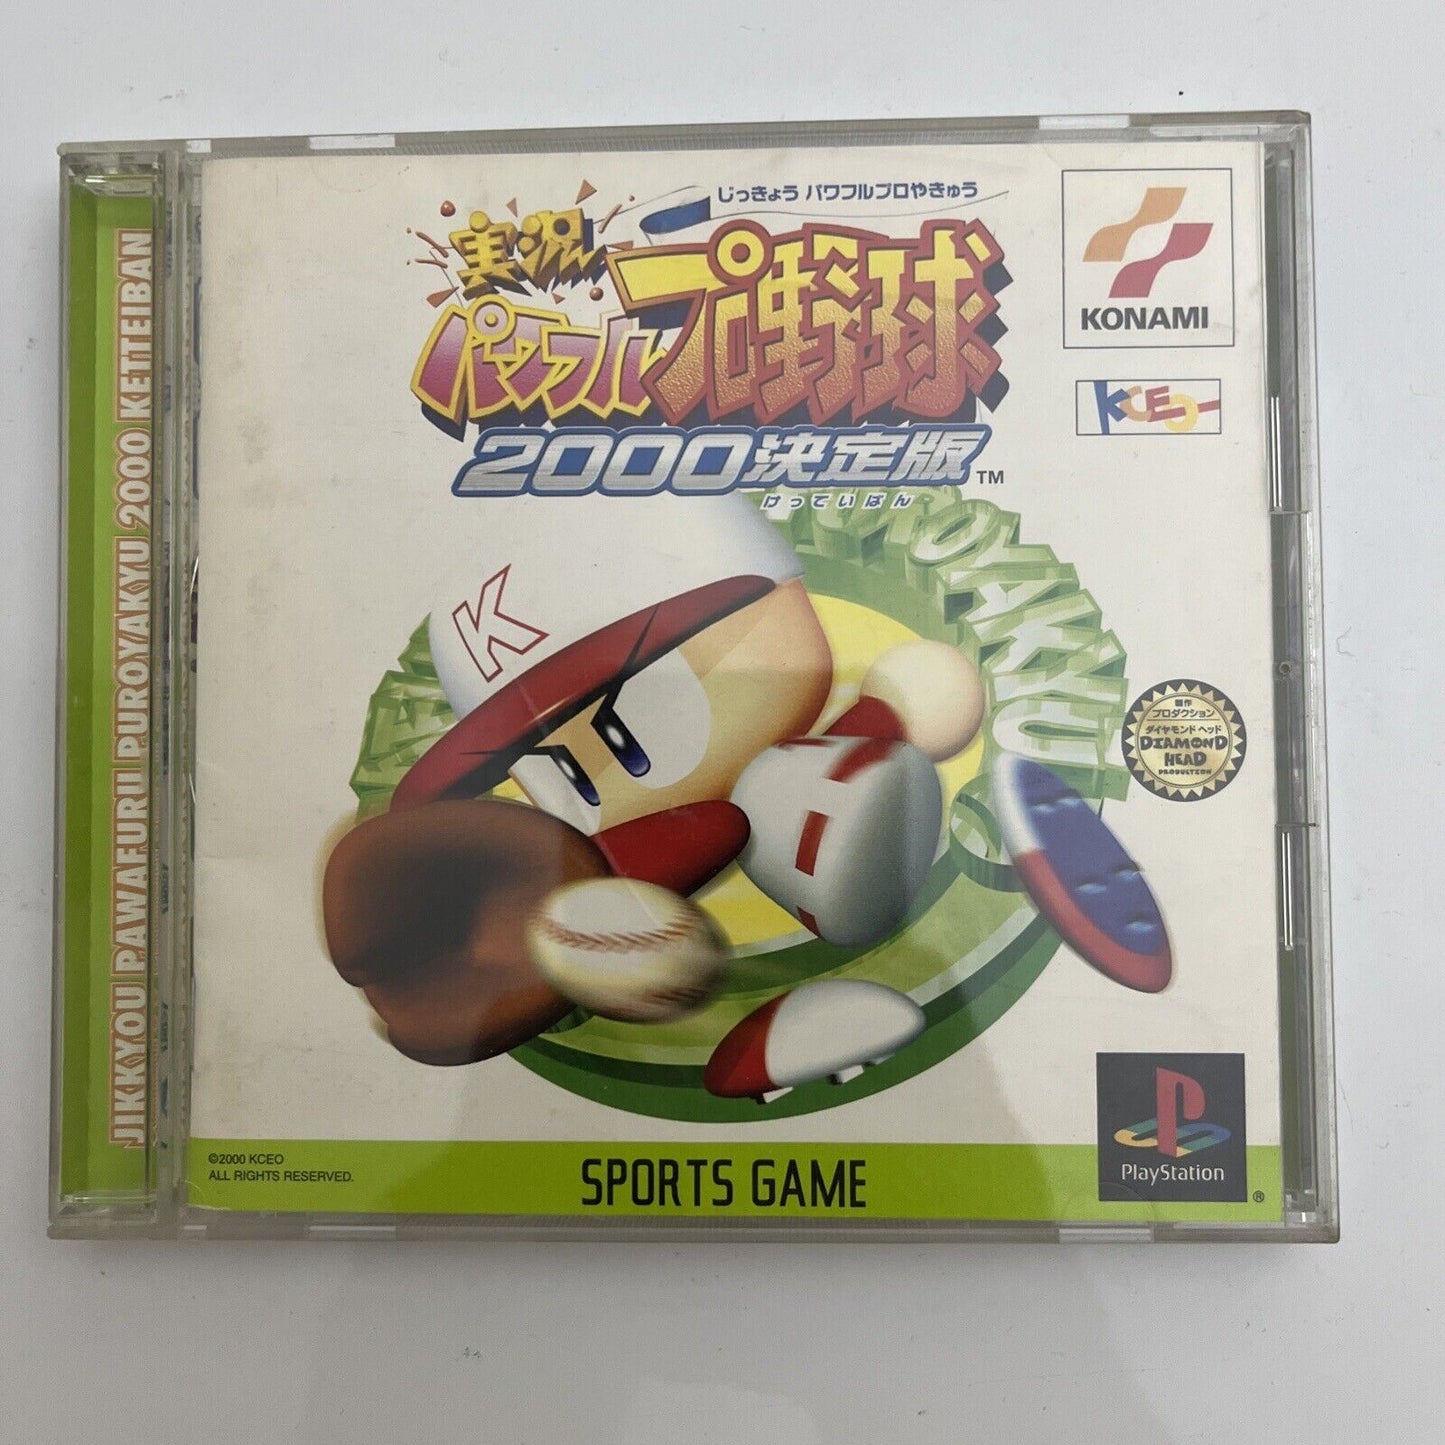 JIKKYOU PAWAFURU PUROYAKYU 2000 KETTEIBAN
じっきょう パワフルプロやきゅう
実況
パワフルプロ野球
2000決定版 TM
けっていばん
KONAMI
KCEO
K
制作
プロダクション
ダイヤモンド ヘッド
DIAMOND
HEAD
PRODUCTION
©2000 KCEO
ALL RIGHTS RESERVED.
SPORTS GAME
PlayStation
®